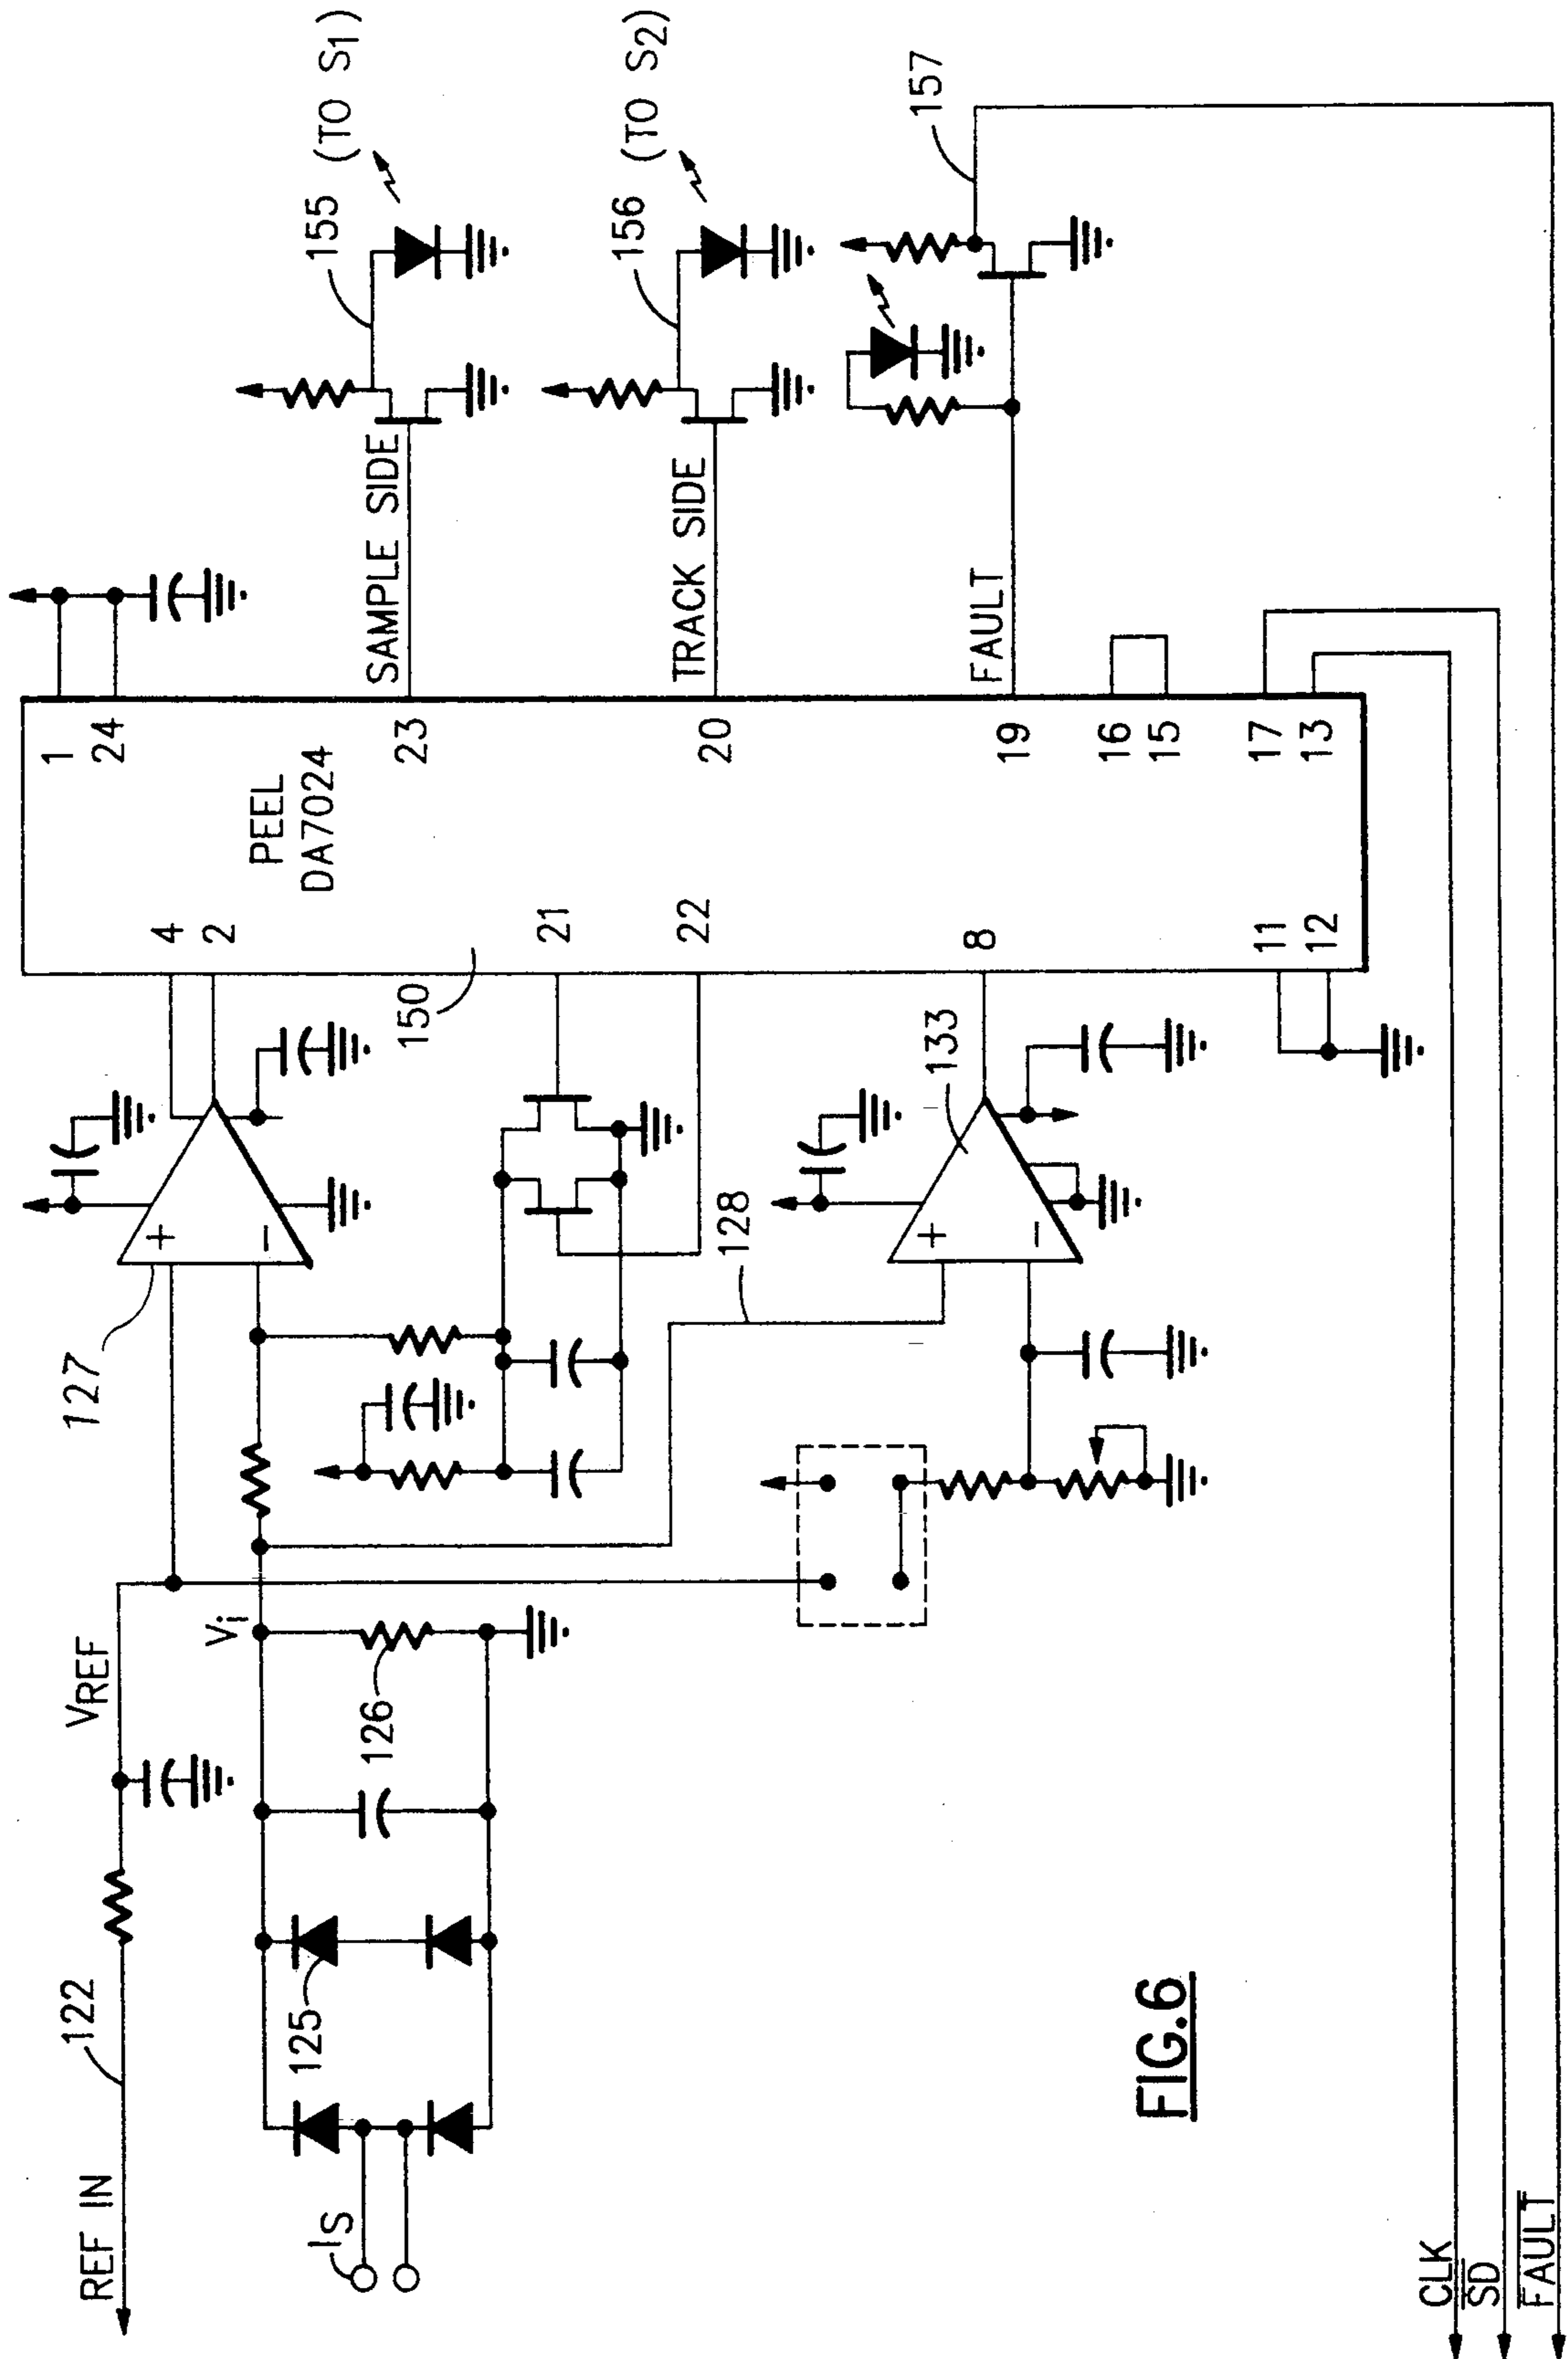 REF IN
122
VREF
IS
125
126
Vi
127
+
−
128
+
−
133
150
4
2
21
22
8
11
12
PEEL
DA7024
1
24
23
20
19
16
15
17
13
SAMPLE SIDE
TRACK SIDE
FAULT
155
(TO S1)
156
(TO S2)
157
CLK
SD
FAULT
FIG.6